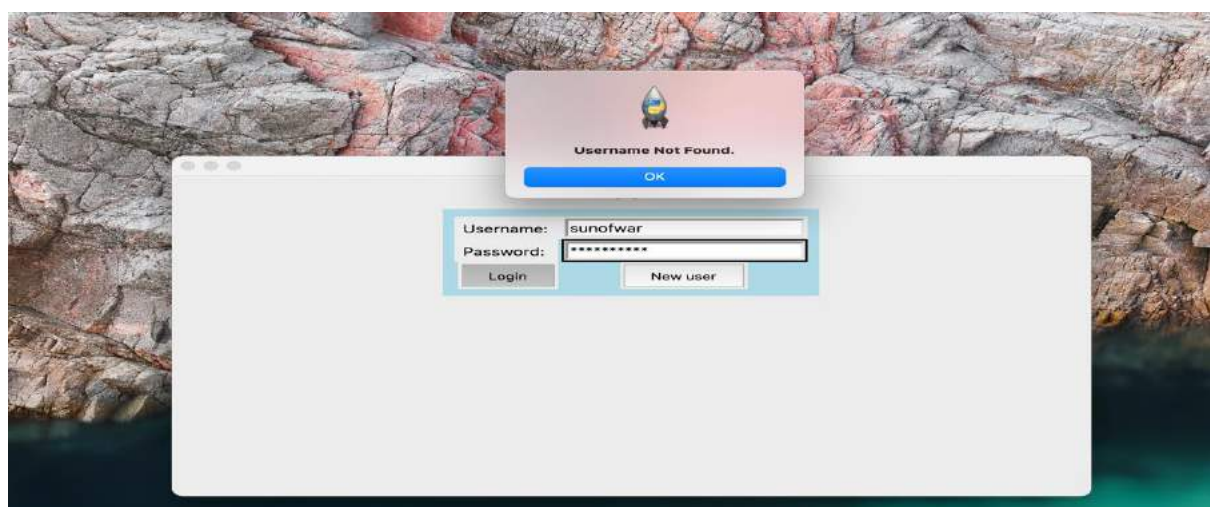 Username Not Found.
OK
Username: sunofwar
Password: **********
Login New user